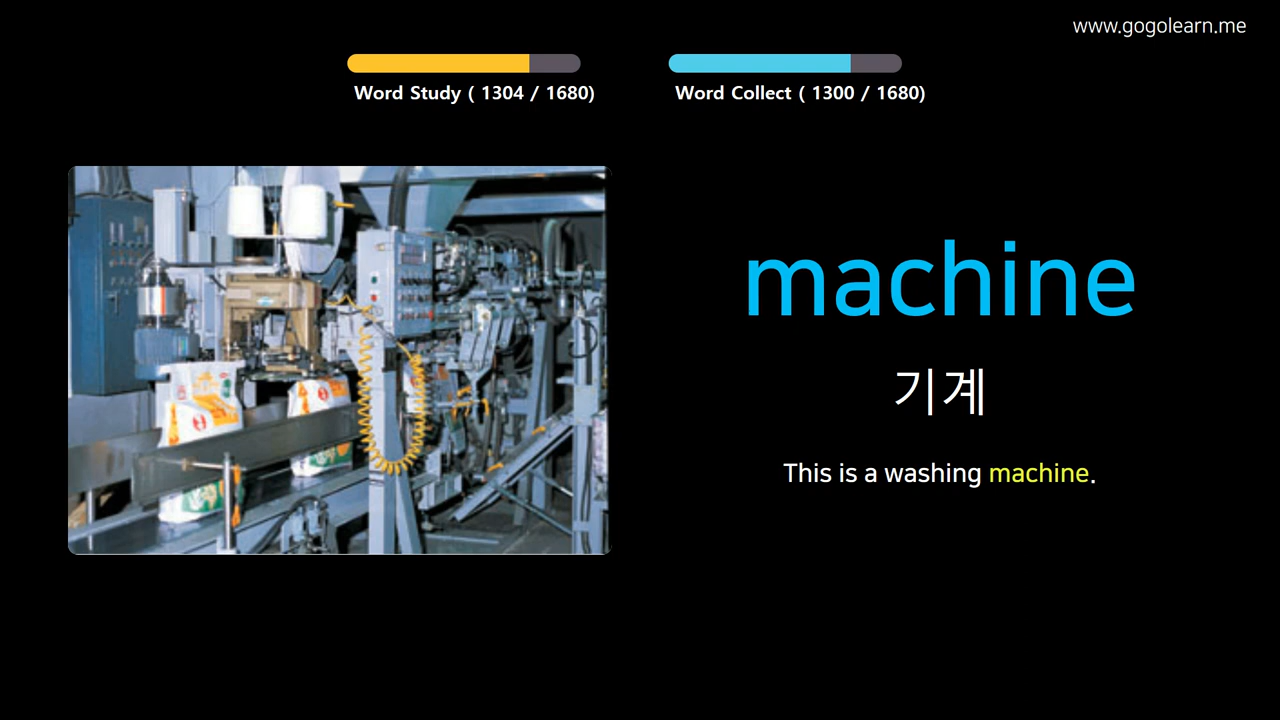 www.gogolearn.me
Word Study ( 1304 / 1680)
Word Collect ( 1300 / 1680)
machine
기계
This is a washing machine.